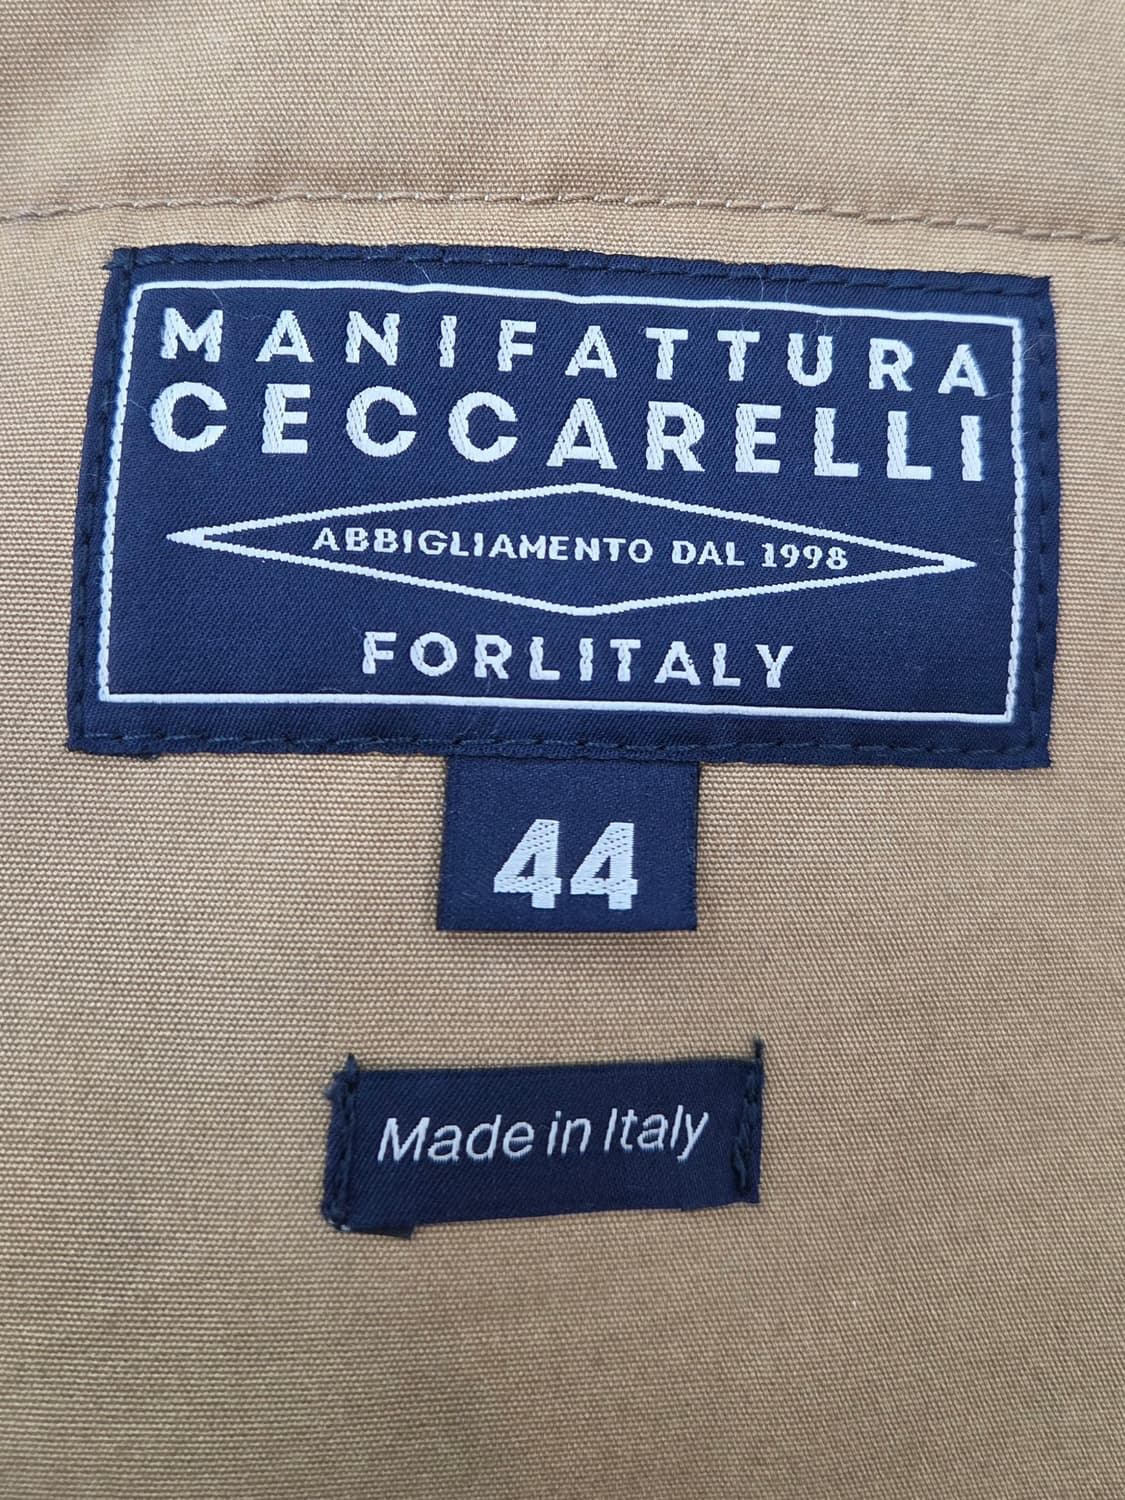 MANIFATTURA
CECCARELLI
ABBIGLIAMENTO DAL 1998
FORLITALY
44
Made in Italy